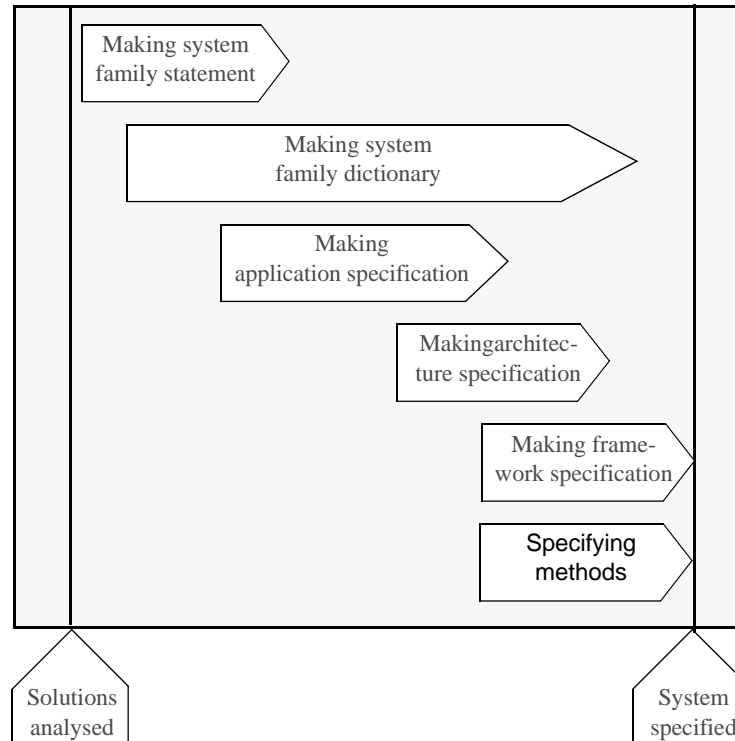 Making system
family statement
Making system
family dictionary
Making
application specification
Makingarchitec-
ture specification
Making frame-
work specification
Specifying
methods
Solutions
analysed
System
specified